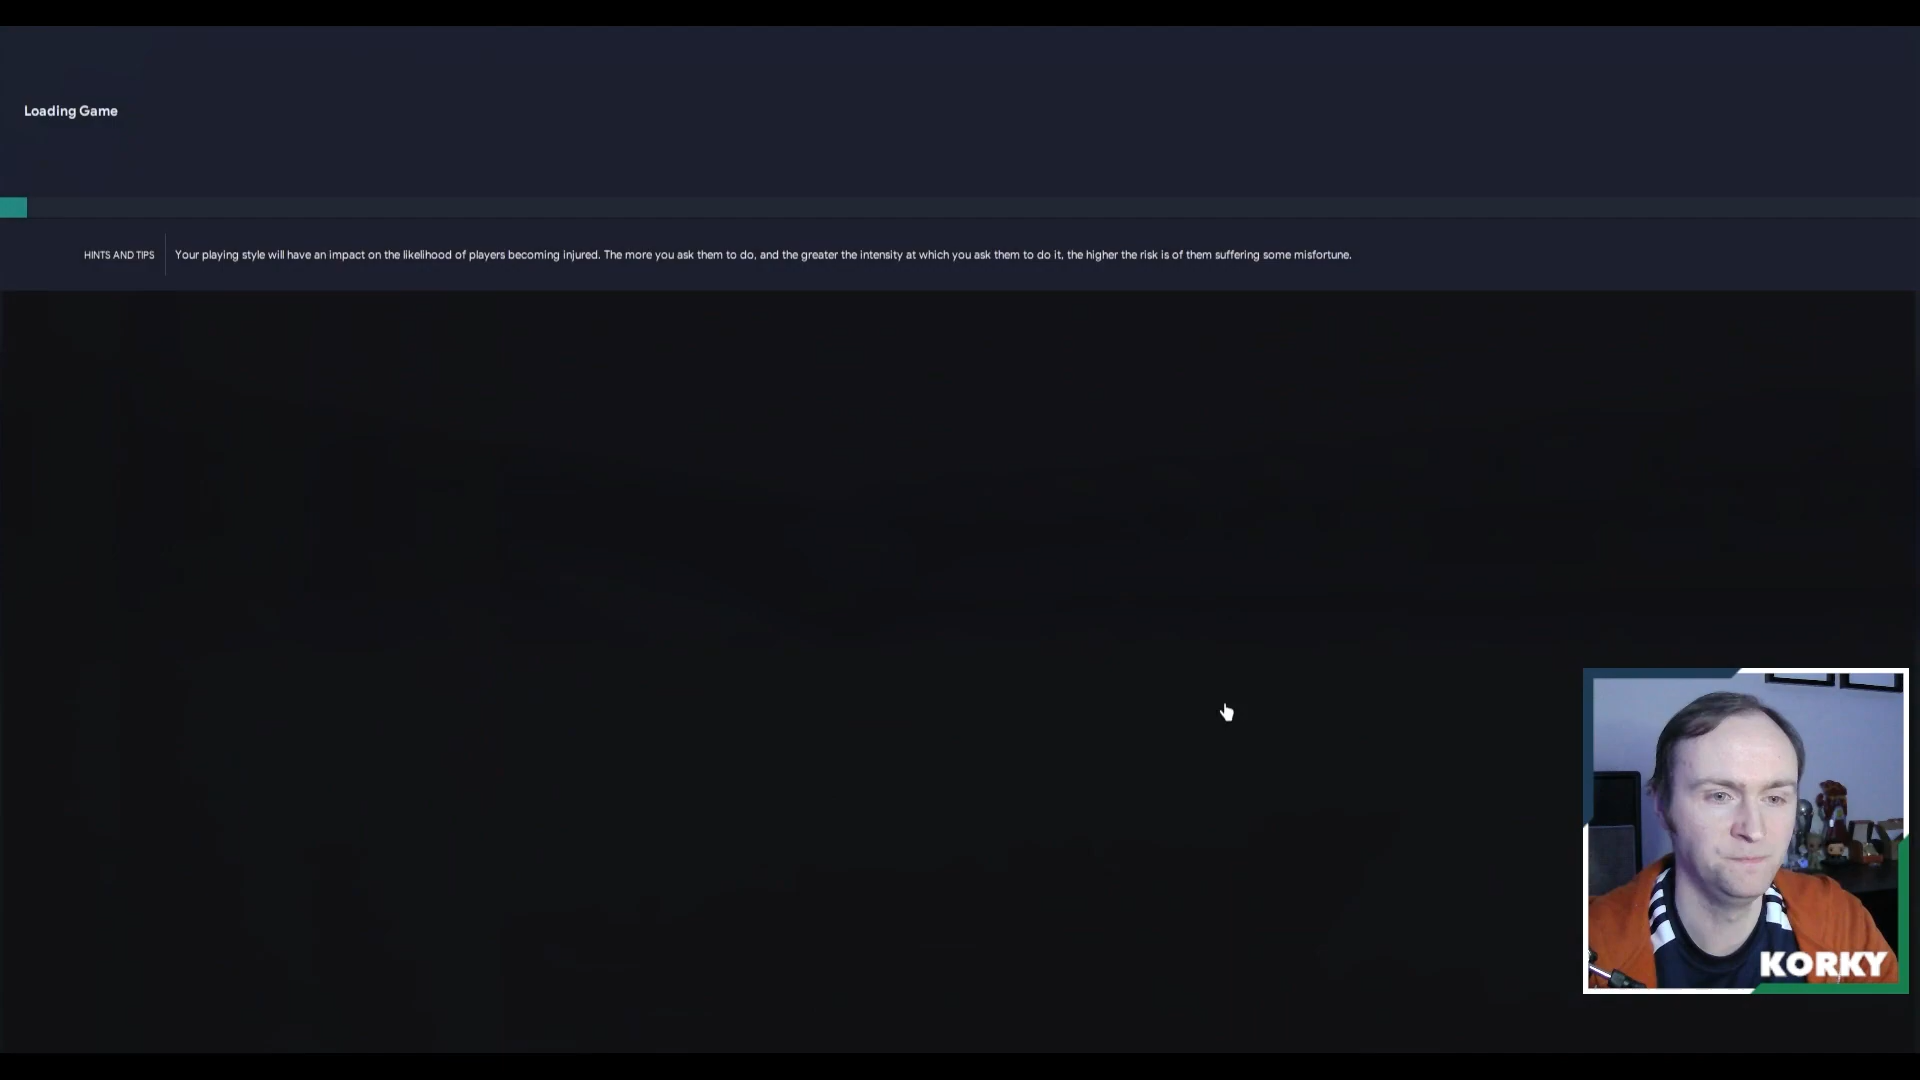 Loading Game
HINTS AND TIPS
Your playing style will have an impact on the likelihood of players becoming injured. The more you ask them to do, and the greater the intensity at which you ask them to do it, the higher the risk is of them suffering some misfortune.
KORKY